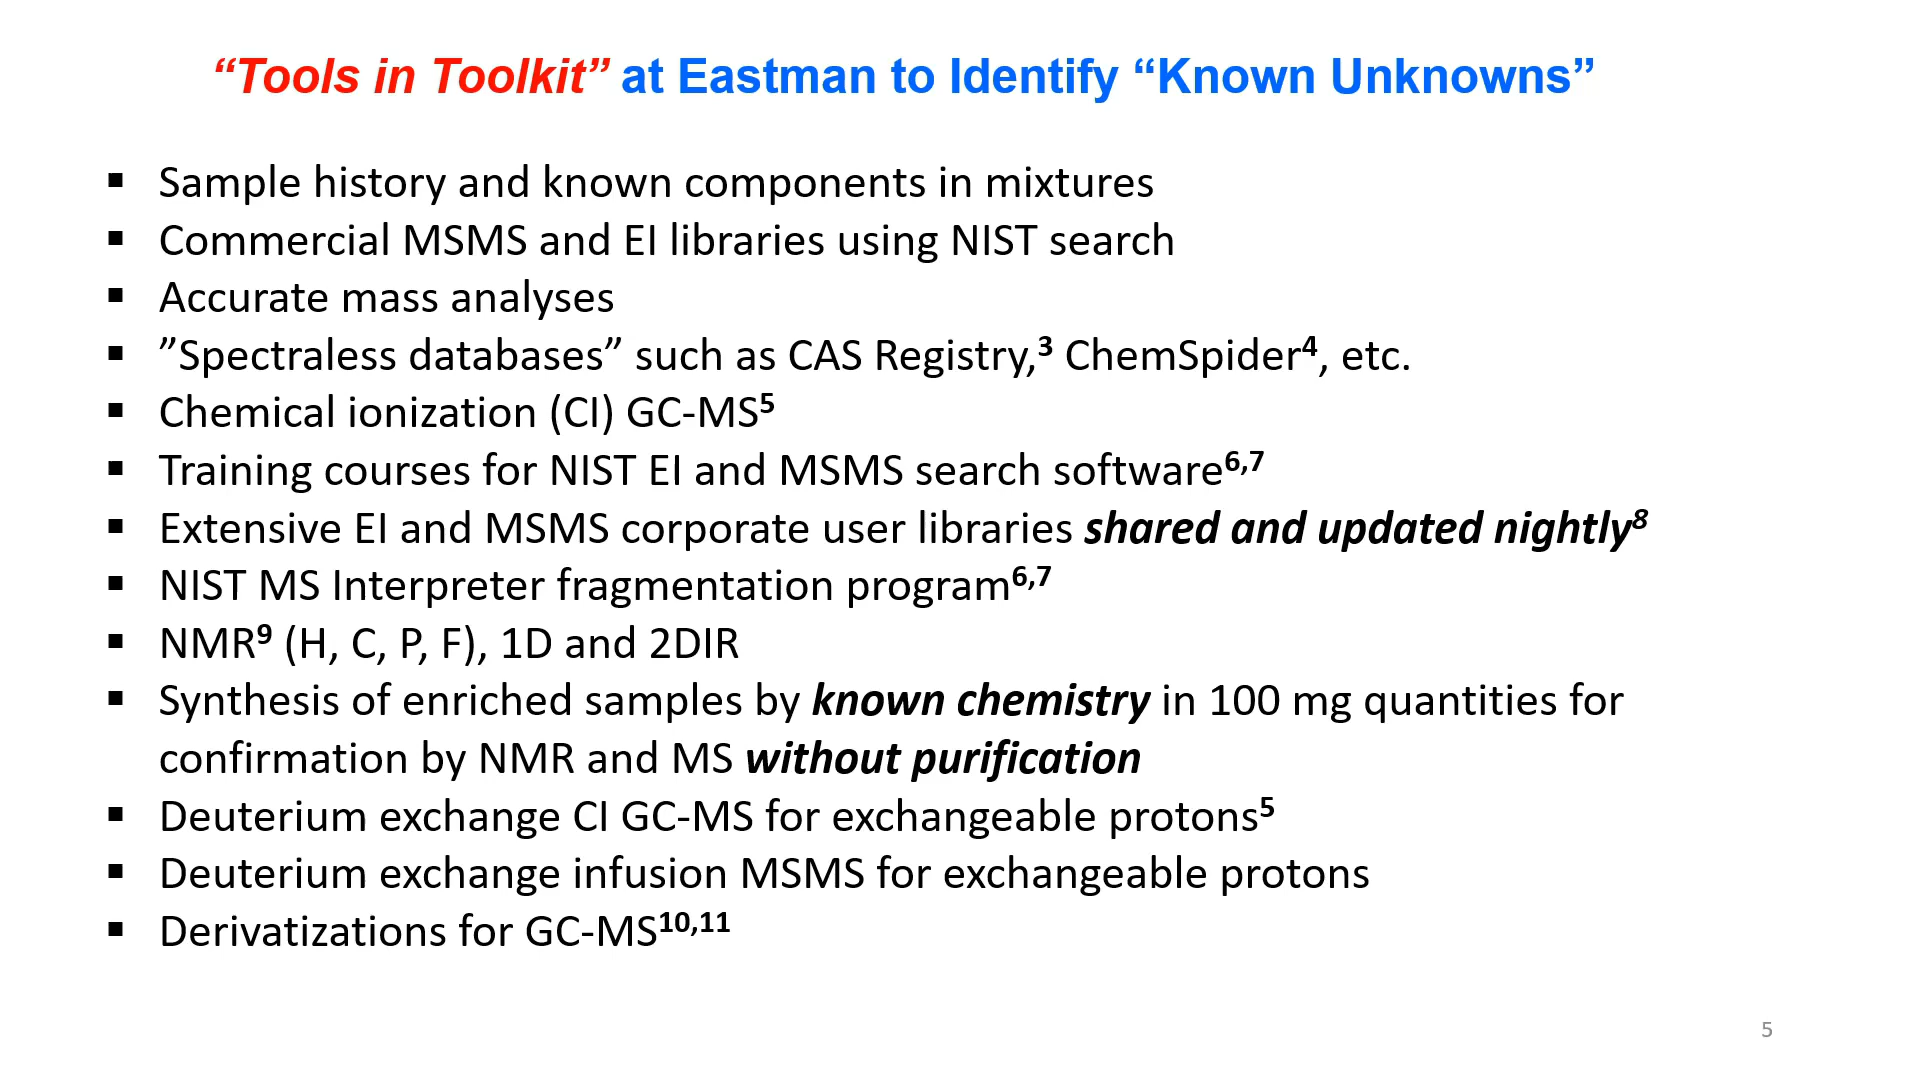 “Tools in Toolkit” at Eastman to Identify “Known Unknowns”
▪ Sample history and known components in mixtures
▪ Commercial MSMS and EI libraries using NIST search
▪ Accurate mass analyses
▪ ”Spectraless databases” such as CAS Registry,³ ChemSpider⁴, etc.
▪ Chemical ionization (CI) GC-MS⁵
▪ Training courses for NIST EI and MSMS search software⁶,⁷
▪ Extensive EI and MSMS corporate user libraries shared and updated nightly⁸
▪ NIST MS Interpreter fragmentation program⁶,⁷
▪ NMR⁹ (H, C, P, F), 1D and 2DIR
▪ Synthesis of enriched samples by known chemistry in 100 mg quantities for
confirmation by NMR and MS without purification
▪ Deuterium exchange CI GC-MS for exchangeable protons⁵
▪ Deuterium exchange infusion MSMS for exchangeable protons
▪ Derivatizations for GC-MS¹⁰,¹¹
5